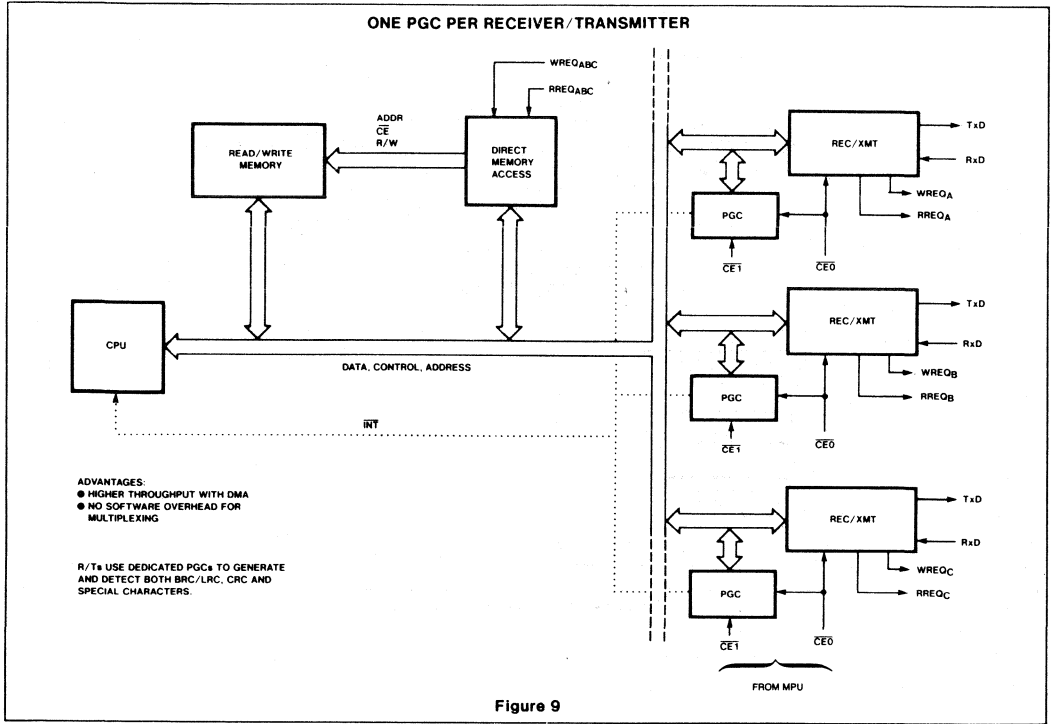 ONE PGC PER RECEIVER/TRANSMITTER
WREQABC
RREQABC
ADDR
CE
R/W
READ/WRITE
MEMORY
DIRECT
MEMORY
ACCESS
REC/XMT
TxD
RxD
WREQA
RREQA
PGC
CE1
CE0
CPU
DATA, CONTROL, ADDRESS
INT
REC/XMT
TxD
RxD
WREQB
RREQB
PGC
CE1
CE0
ADVANTAGES:
● HIGHER THROUGHPUT WITH DMA
● NO SOFTWARE OVERHEAD FOR
MULTIPLEXING
R/Ts USE DEDICATED PGCs TO GENERATE
AND DETECT BOTH BRC/LRC, CRC AND
SPECIAL CHARACTERS.
REC/XMT
TxD
RxD
WREQC
RREQC
PGC
CE1
CE0
FROM MPU
Figure 9